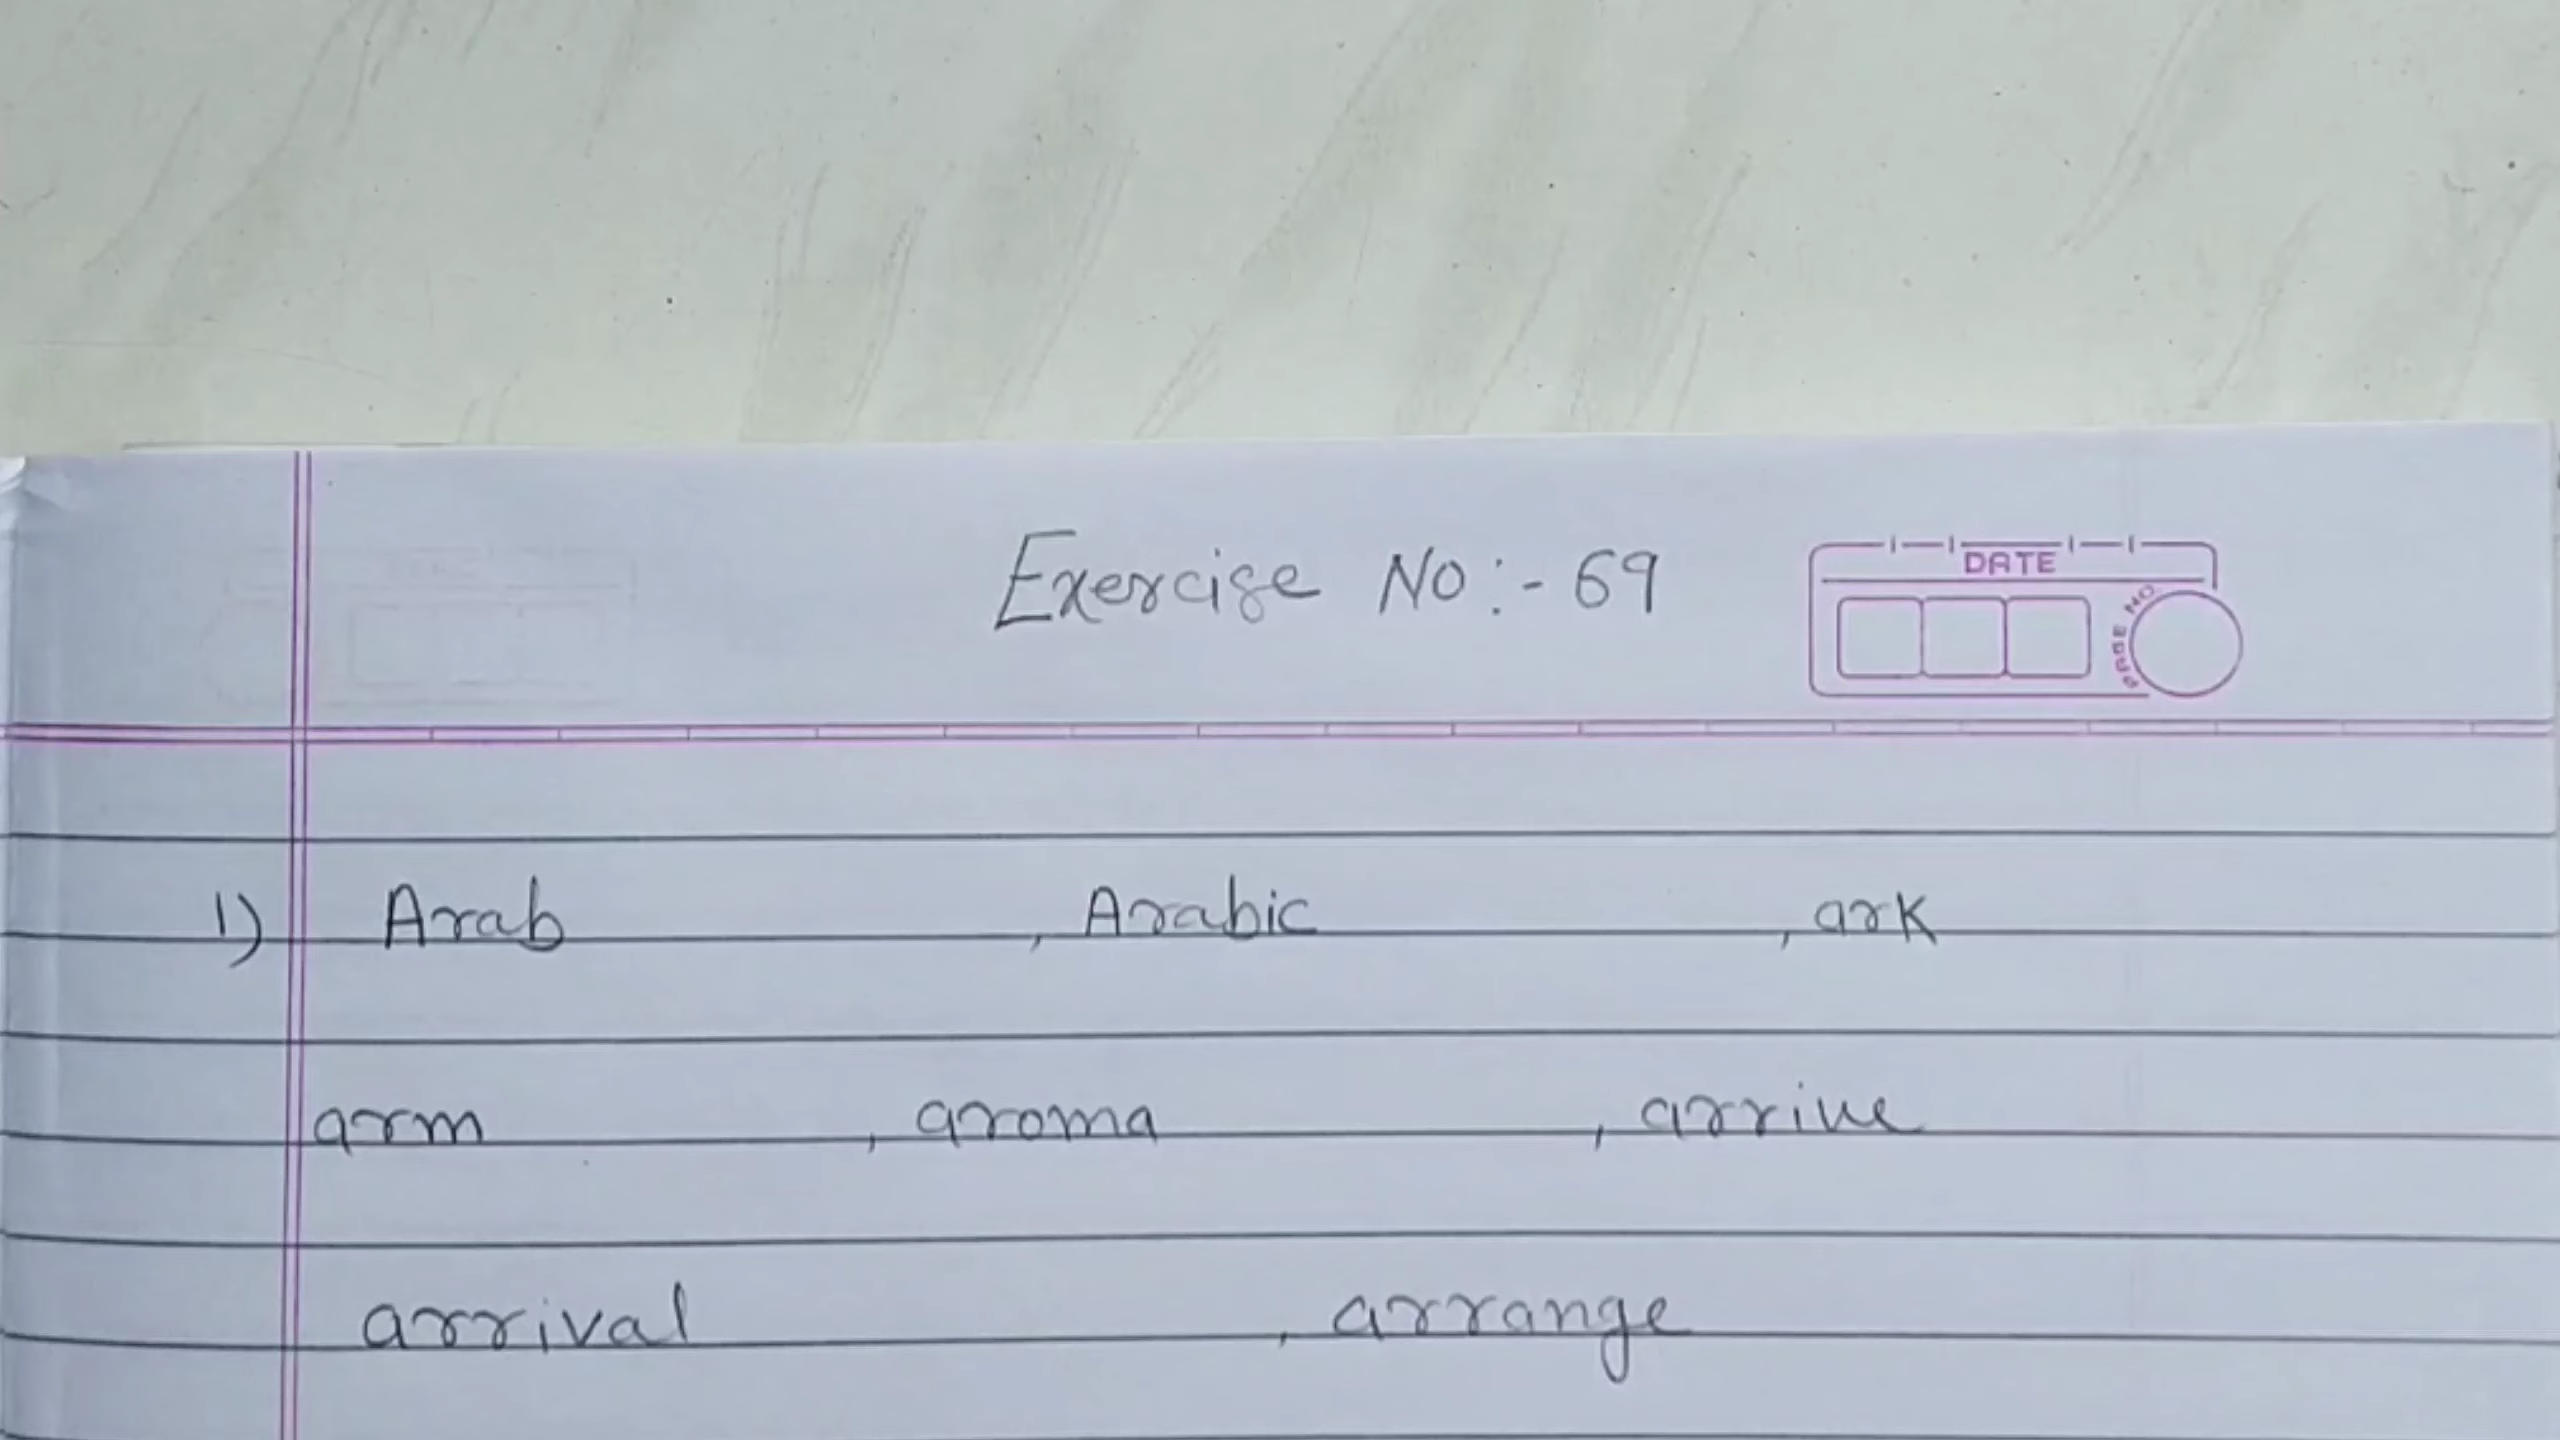 Exercise No:- 69
DATE
PAGE NO.
1) Arab , Arabic , ark
arm , aroma , arrive
arrival , arrange